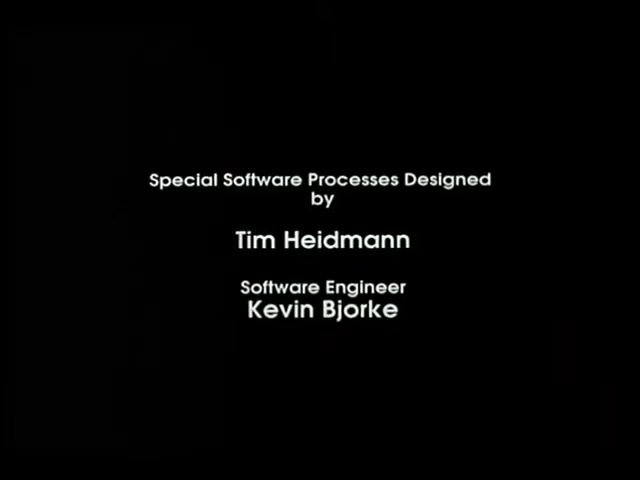 Special Software Processes Designed
by
Tim Heidmann
Software Engineer
Kevin Bjorke